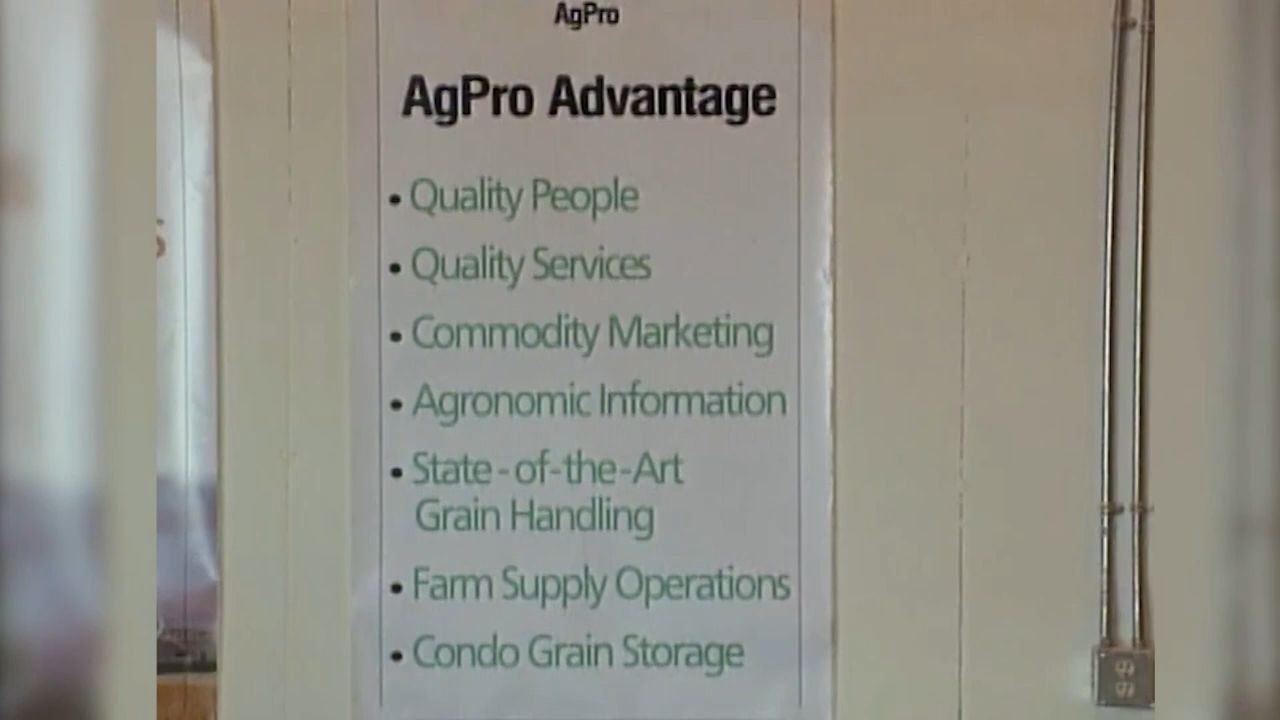 AgPro
AgPro Advantage
• Quality People
• Quality Services
• Commodity Marketing
• Agronomic Information
• State-of-the-Art
Grain Handling
• Farm Supply Operations
• Condo Grain Storage